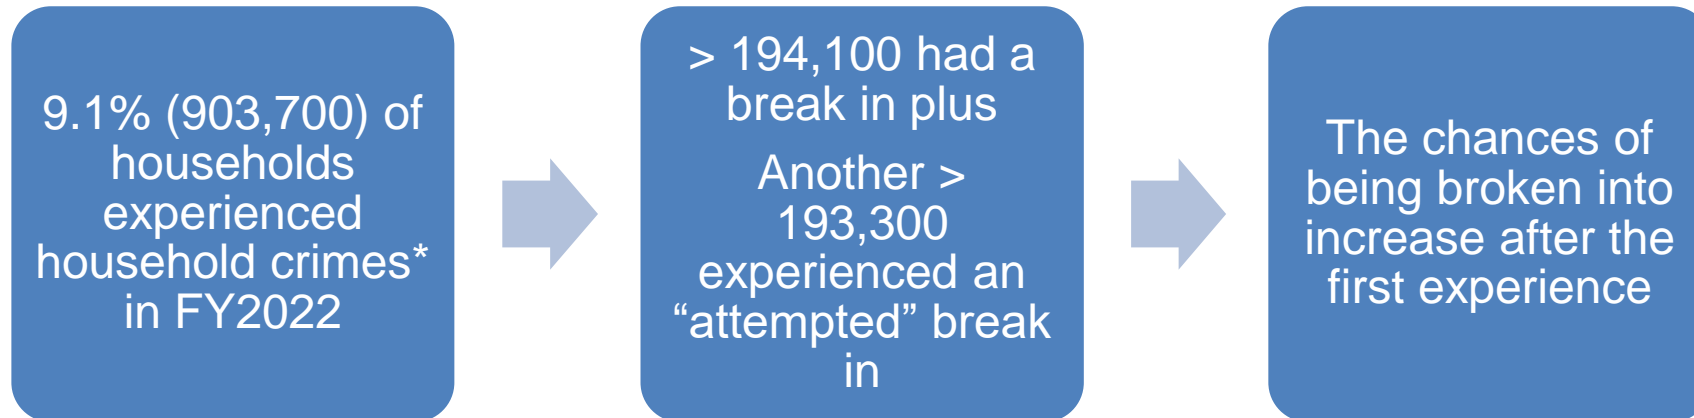 9.1% (903,700) of
households
experienced
household crimes*
in FY2022
> 194,100 had a
break in plus
Another >
193,300
experienced an
“attempted” break
in
The chances of
being broken into
increase after the
first experience